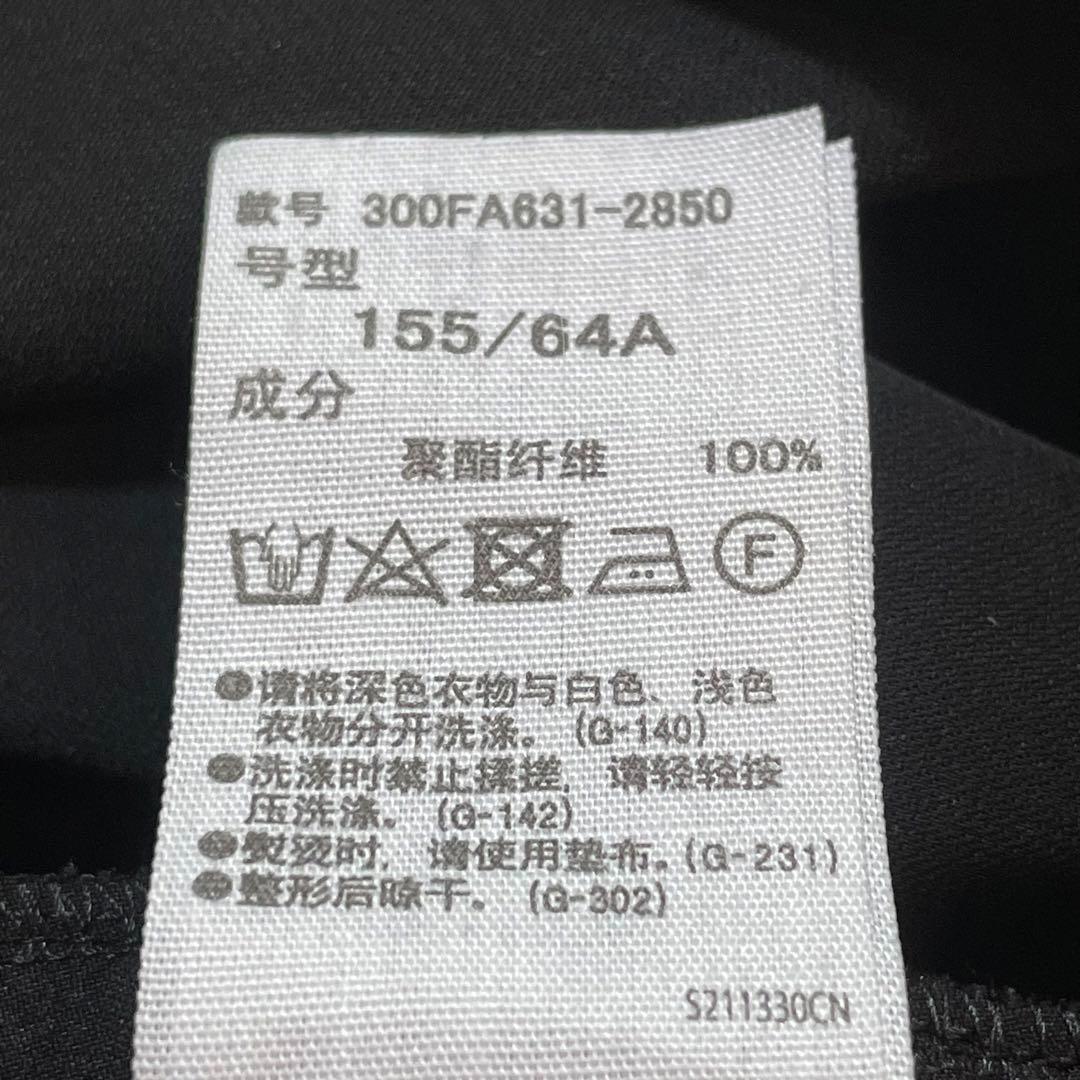 款号 300FA631-2850
号型
155/64A
成分
聚酯纤维 100%
F
●请将深色衣物与白色、浅色
衣物分开洗涤。(G-140)
●洗涤时禁止揉搓，请轻轻按
压洗涤。(G-142)
●熨烫时，请使用垫布。(G-231)
●整形后晾干。(G-302)
S211330CN